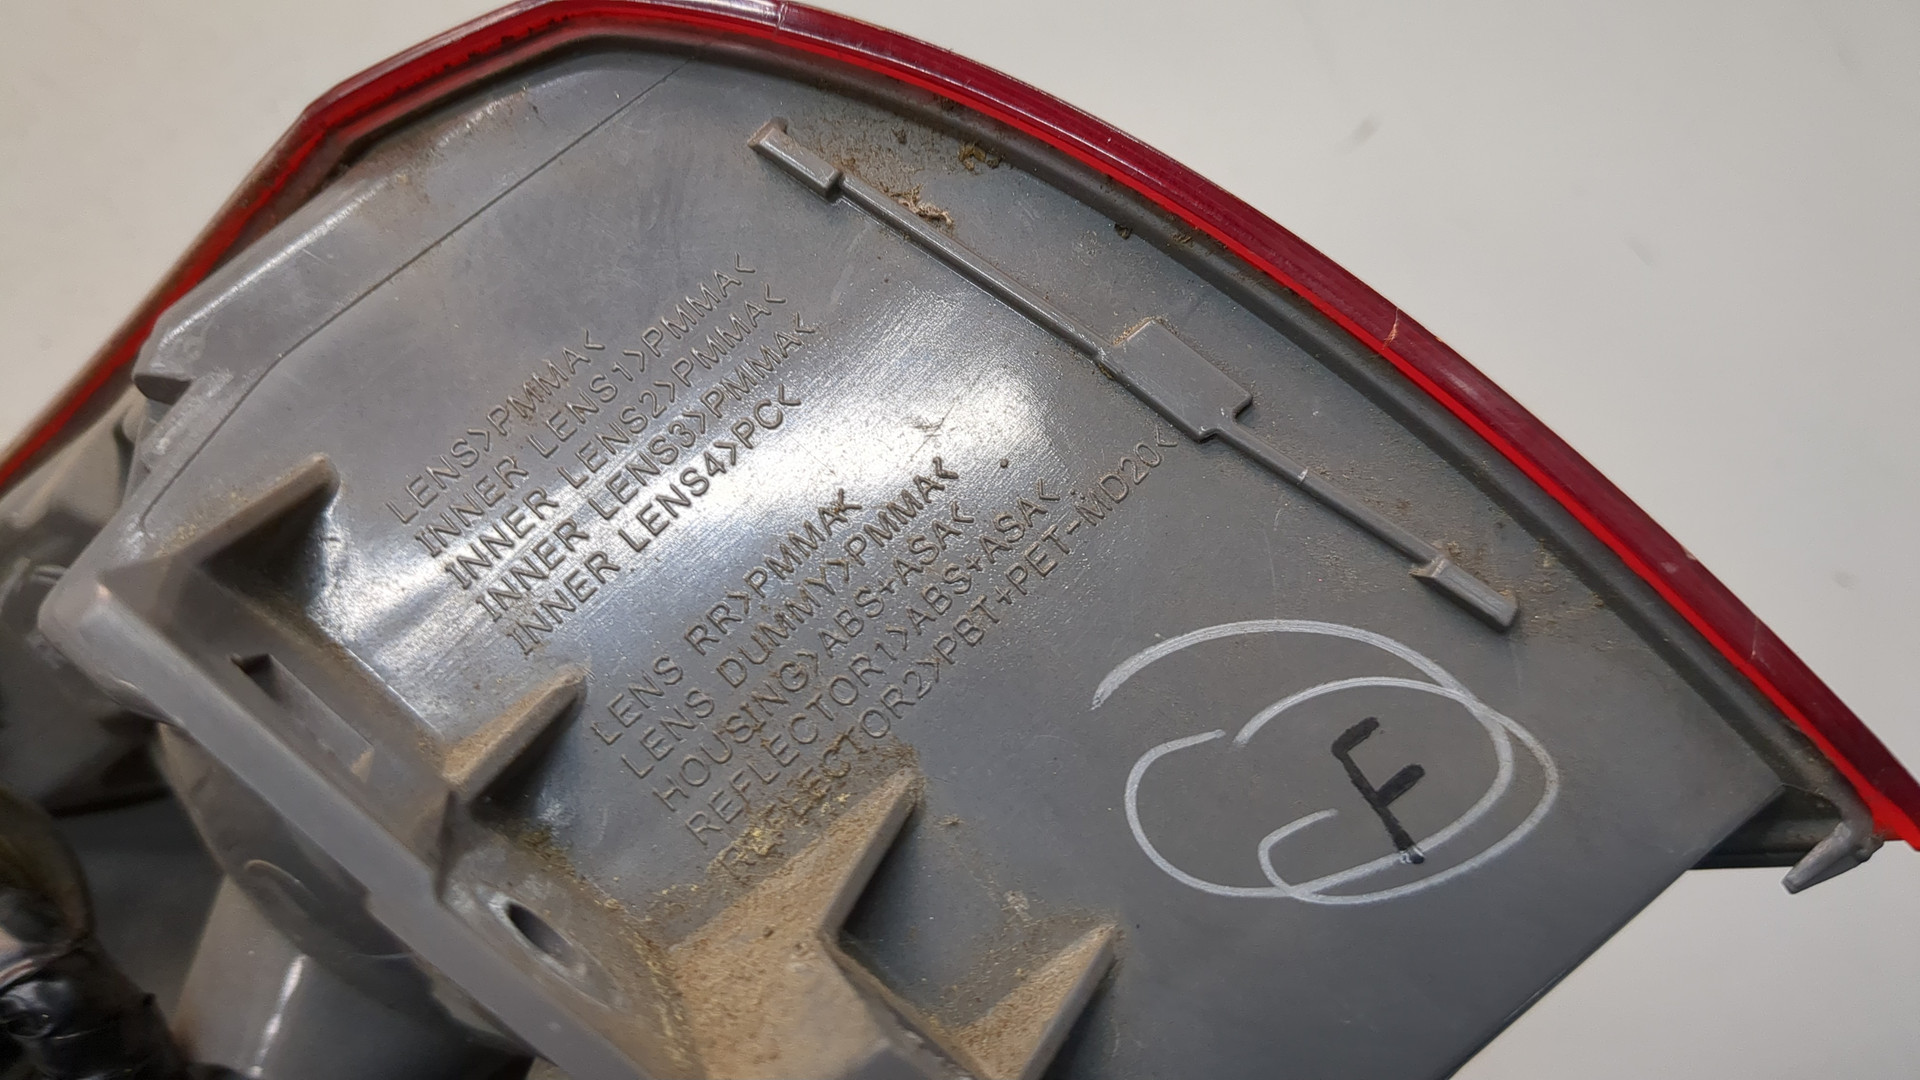 LENS>PMMA<
INNER LENS1>PMMA<
INNER LENS2>PMMA<
INNER LENS3>PMMA<
INNER LENS4>PC<
LENS RR>PMMA<
LENS DUMMY>PMMA<
HOUSING>ABS+ASA<
REFLECTOR1>ABS+ASA<
REFLECTOR2>PBT+PET-MD20<
F